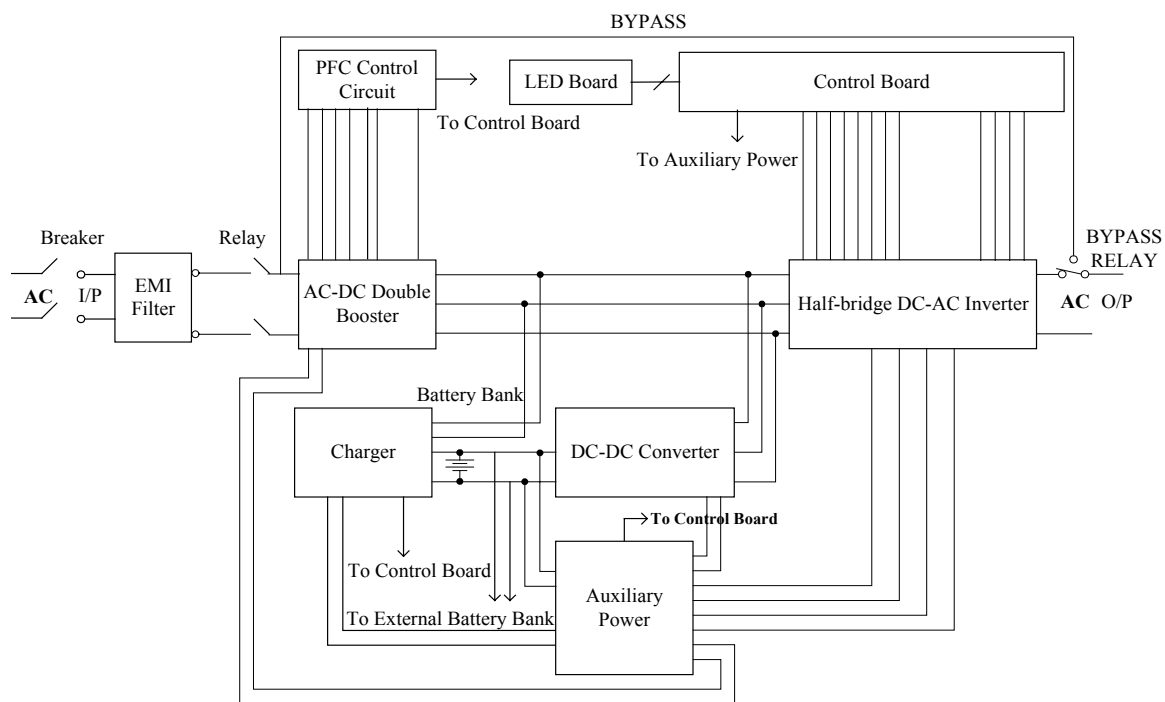 BYPASS
PFC Control
Circuit
LED Board
Control Board
To Control Board
To Auxiliary Power
Breaker
Relay
BYPASS
RELAY
AC I/P
EMI
Filter
AC-DC Double
Booster
Half-bridge DC-AC Inverter
AC O/P
Battery Bank
Charger
DC-DC Converter
To Control Board
To Control Board
Auxiliary
Power
To External Battery Bank